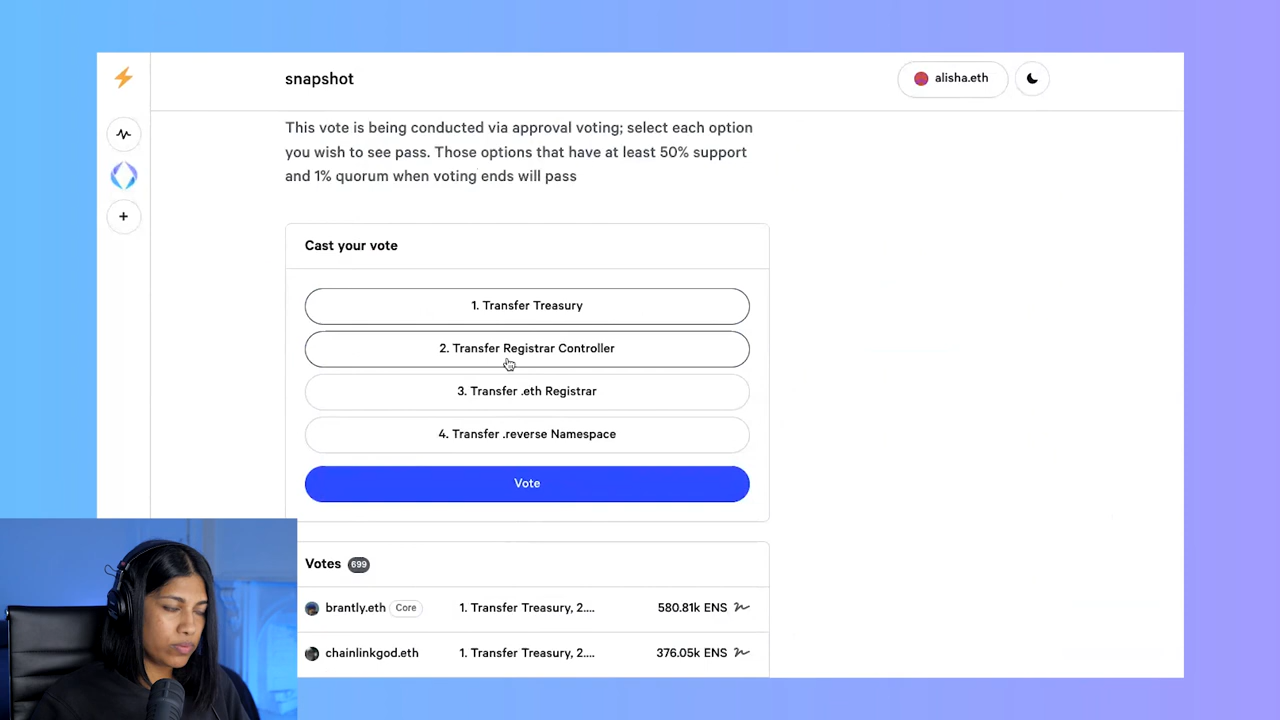 snapshot
alisha.eth
This vote is being conducted via approval voting; select each option
you wish to see pass. Those options that have at least 50% support
and 1% quorum when voting ends will pass
Cast your vote
1. Transfer Treasury
2. Transfer Registrar Controller
3. Transfer .eth Registrar
4. Transfer .reverse Namespace
Vote
Votes 699
brantly.eth Core 1. Transfer Treasury, 2.... 580.81k ENS
chainlinkgod.eth 1. Transfer Treasury, 2.... 376.05k ENS